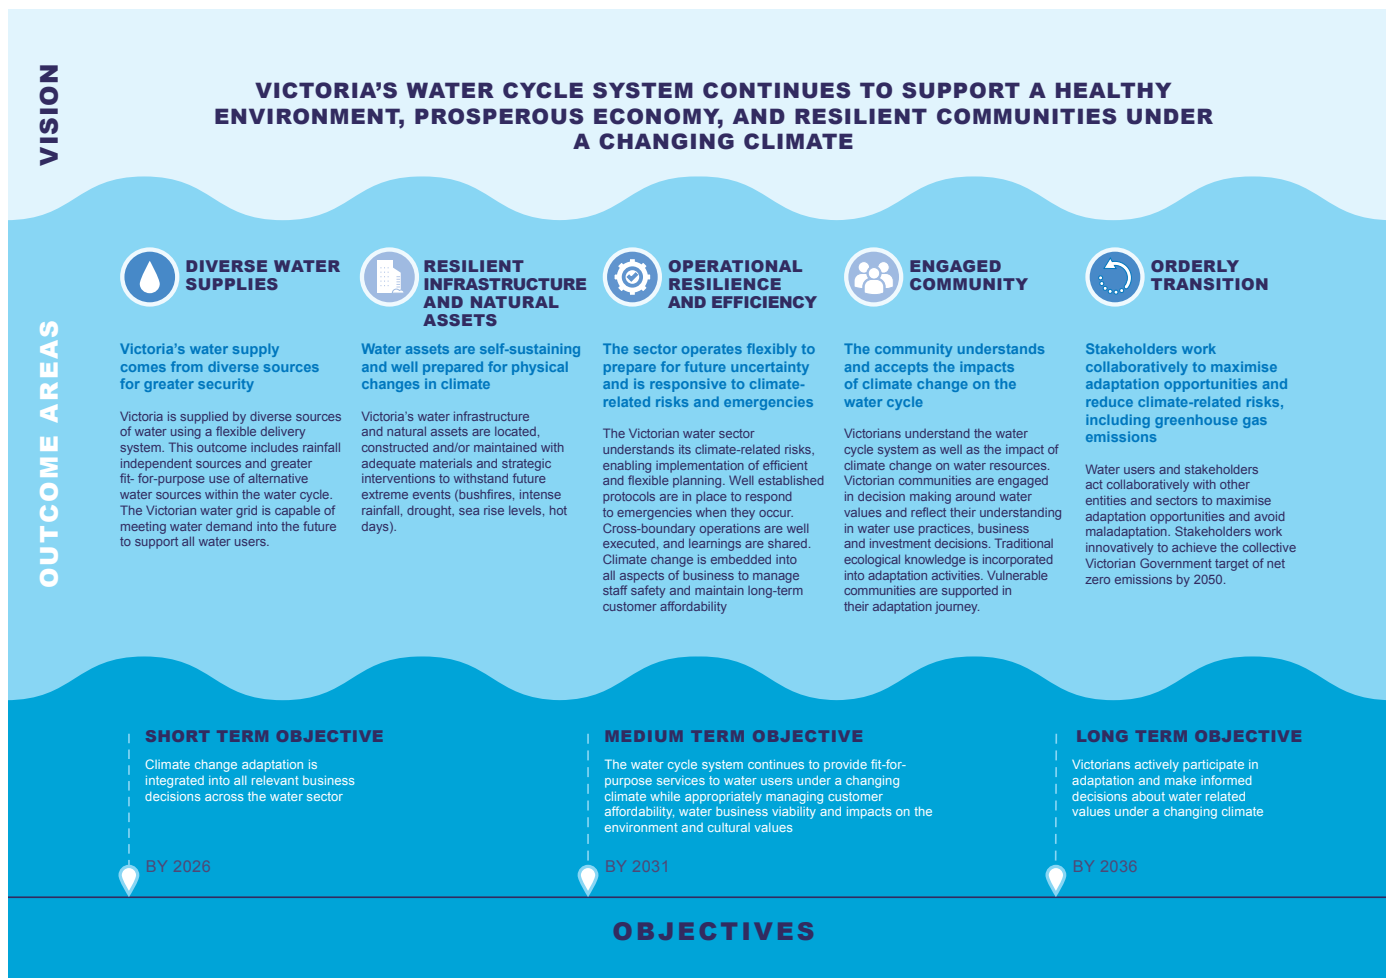 VISION
VICTORIA'S WATER CYCLE SYSTEM CONTINUES TO SUPPORT A HEALTHY
ENVIRONMENT, PROSPEROUS ECONOMY, AND RESILIENT COMMUNITIES UNDER
A CHANGING CLIMATE
OUTCOME AREAS
DIVERSE WATER
SUPPLIES
Victoria's water supply
comes from diverse sources
for greater security
Victoria is supplied by diverse sources
of water using a flexible delivery
system. This outcome includes rainfall
independent sources and greater
fit- for-purpose use of alternative
water sources within the water cycle.
The Victorian water grid is capable of
meeting water demand into the future
to support all water users.
RESILIENT
INFRASTRUCTURE
AND NATURAL
ASSETS
Water assets are self-sustaining
and well prepared for physical
changes in climate
Victoria's water infrastructure
and natural assets are located,
constructed and/or maintained with
adequate materials and strategic
interventions to withstand future
extreme events (bushfires, intense
rainfall, drought, sea rise levels, hot
days).
OPERATIONAL
RESILIENCE
AND EFFICIENCY
The sector operates flexibly to
prepare for future uncertainty
and is responsive to climate-
related risks and emergencies
The Victorian water sector
understands its climate-related risks,
enabling implementation of efficient
and flexible planning. Well established
protocols are in place to respond
to emergencies when they occur.
Cross-boundary operations are well
executed, and learnings are shared.
Climate change is embedded into
all aspects of business to manage
staff safety and maintain long-term
customer affordability
ENGAGED
COMMUNITY
The community understands
and accepts the impacts
of climate change on the
water cycle
Victorians understand the water
cycle system as well as the impact of
climate change on water resources.
Victorian communities are engaged
in decision making around water
values and reflect their understanding
in water use practices, business
and investment decisions. Traditional
ecological knowledge is incorporated
into adaptation activities. Vulnerable
communities are supported in
their adaptation journey.
ORDERLY
TRANSITION
Stakeholders work
collaboratively to maximise
adaptation opportunities and
reduce climate-related risks,
including greenhouse gas
emissions
Water users and stakeholders
act collaboratively with other
entities and sectors to maximise
adaptation opportunities and avoid
maladaptation. Stakeholders work
innovatively to achieve the collective
Victorian Government target of net
zero emissions by 2050.
SHORT TERM OBJECTIVE
Climate change adaptation is
integrated into all relevant business
decisions across the water sector
BY 2026
MEDIUM TERM OBJECTIVE
The water cycle system continues to provide fit-for-
purpose services to water users under a changing
climate while appropriately managing customer
affordability, water business viability and impacts on the
environment and cultural values
BY 2031
LONG TERM OBJECTIVE
Victorians actively participate in
adaptation and make informed
decisions about water related
values under a changing climate
BY 2036
OBJECTIVES